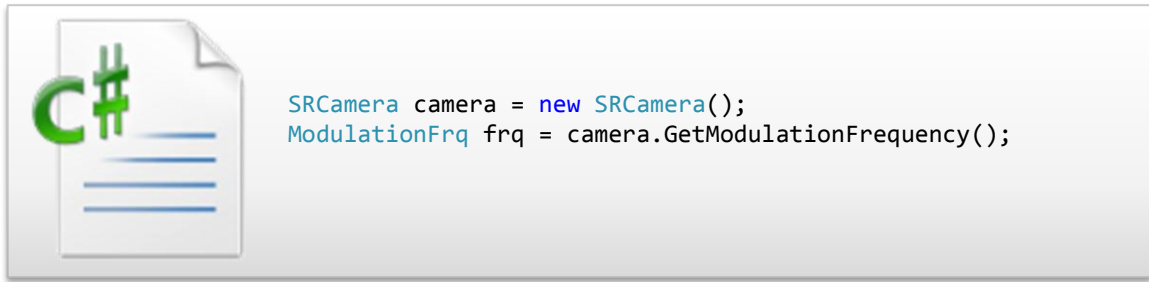 C#
SRCamera camera = new SRCamera();
ModulationFrq frq = camera.GetModulationFrequency();